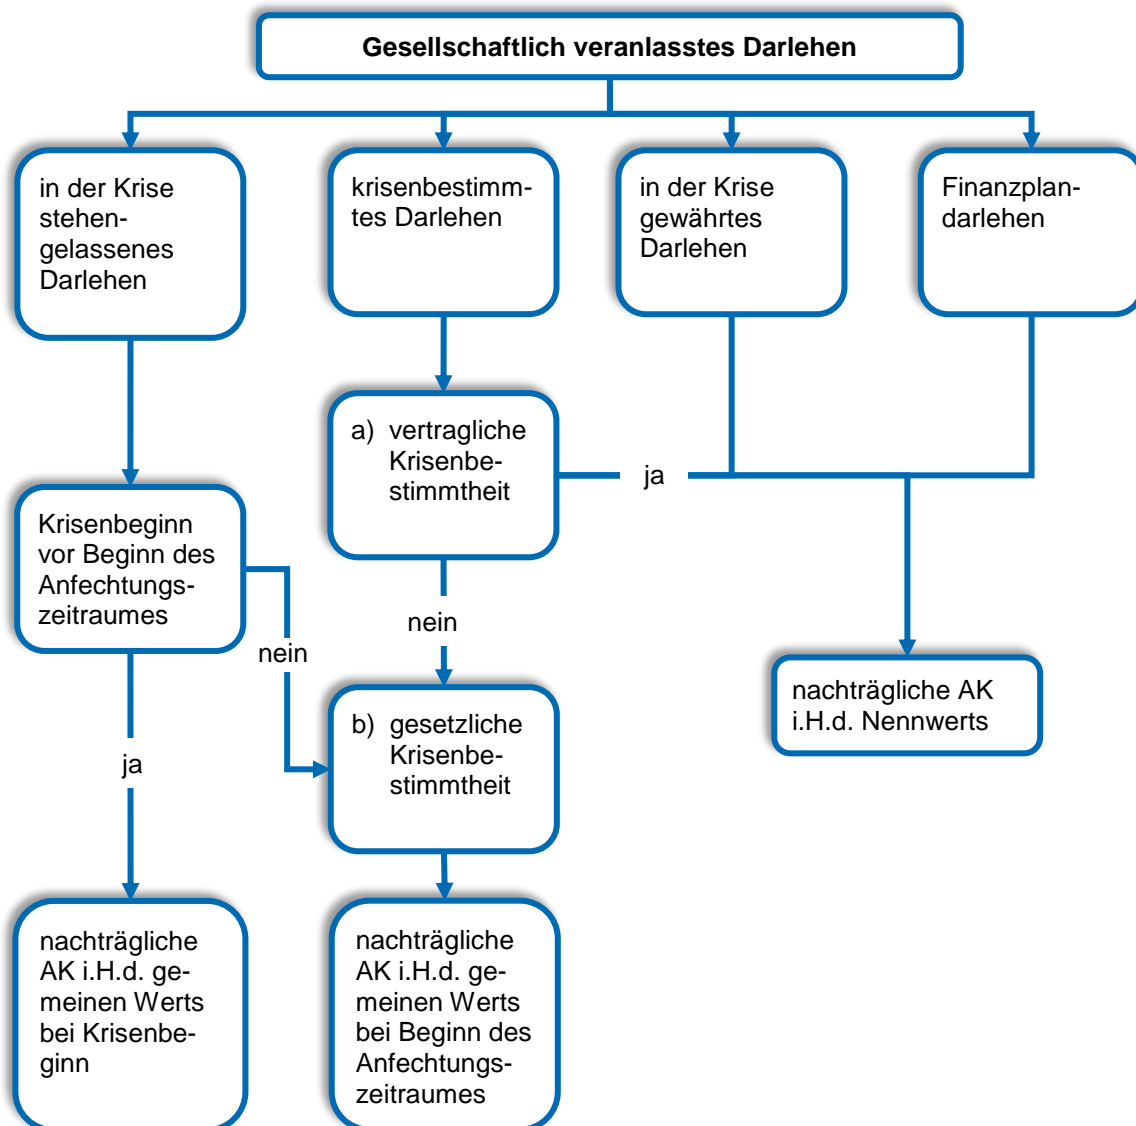 Gesellschaftlich veranlasstes Darlehen
in der Krise
stehen-
gelassenes
Darlehen
krisenbestimm-
tes Darlehen
in der Krise
gewährtes
Darlehen
Finanzplan-
darlehen
a) vertragliche
Krisenbe-
stimmtheit
ja
Krisenbeginn
vor Beginn des
Anfechtungs-
zeitraumes
nein
nein
nachträgliche AK
i.H.d. Nennwerts
b) gesetzliche
Krisenbe-
stimmtheit
ja
nachträgliche
AK i.H.d. ge-
meinen Werts
bei Krisenbe-
ginn
nachträgliche
AK i.H.d. ge-
meinen Werts
bei Beginn des
Anfechtungs-
zeitraumes